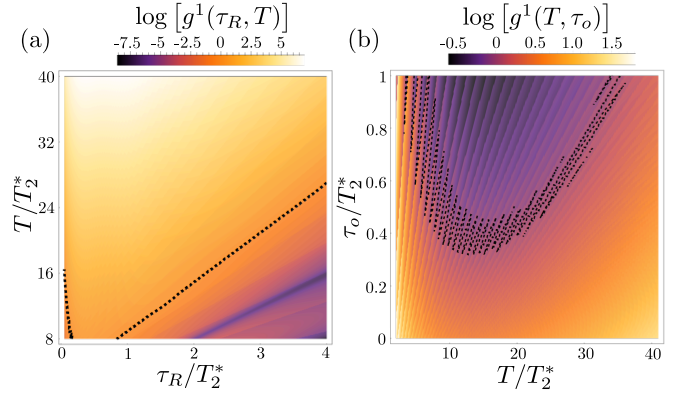 (a) log [g¹(τ_R, T)]
-7.5 -5.0 -2.5 0 2.5 5.0
T/T₂*
40
32
24
16
8
0 1 2 3 4
τ_R/T₂*
(b) log [g¹(T, τ_o)]
-0.5 0 0.5 1.0 1.5
τ_o/T₂*
1
0.8
0.6
0.4
0.2
0
10 20 30 40
T/T₂*